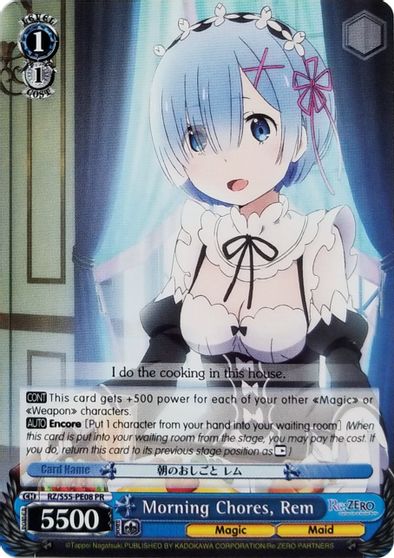 LEVEL
1
1
COST
I do the cooking in this house.
CONT This card gets +500 power for each of your other «Magic» or
«Weapon» characters.
AUTO Encore [Put 1 character from your hand into your waiting room] (When
this card is put into your waiting room from the stage, you may pay the cost. If
you do, return this card to its previous stage position as )
Card Name 朝のおしごと レム
CH RZ/S55-PE08 PR
Morning Chores, Rem
Re:ZERO
POWER
5500
Magic Maid
©Tappei Nagatsuki, PUBLISHED BY KADOKAWA CORPORATION/Re:ZERO PARTNERS